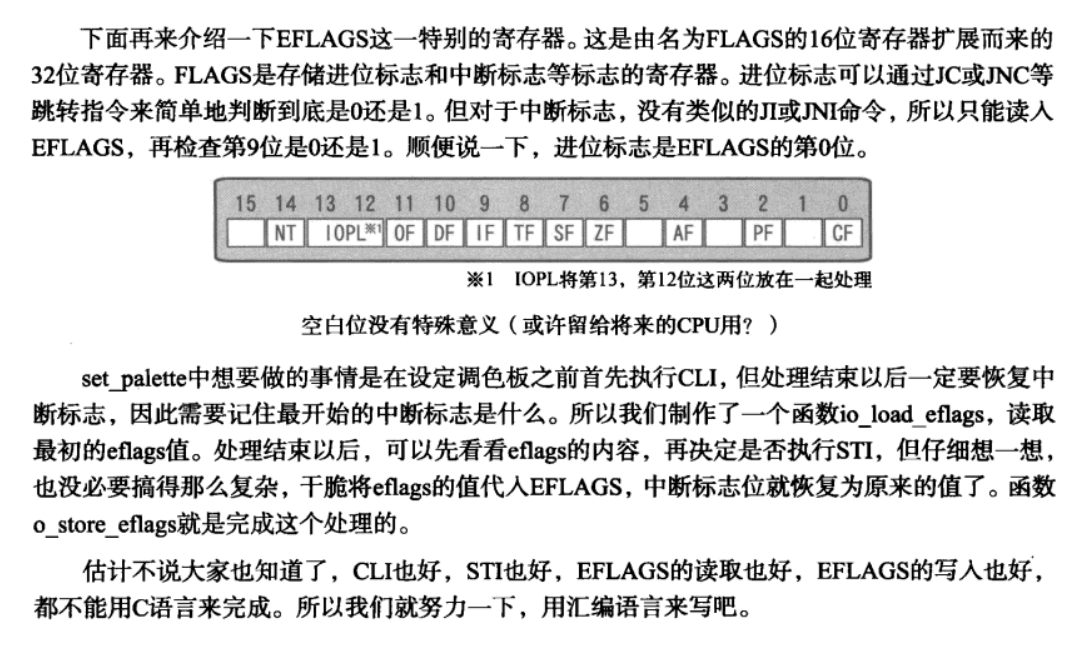 下面再来介绍一下EFLAGS这一特别的寄存器。这是由名为FLAGS的16位寄存器扩展而来的
32位寄存器。FLAGS是存储进位标志和中断标志等标志的寄存器。进位标志可以通过JC或JNC等
跳转指令来简单地判断到底是0还是1。但对于中断标志，没有类似的JI或JNI命令，所以只能读入
EFLAGS，再检查第9位是0还是1。顺便说一下，进位标志是EFLAGS的第0位。
15 14 13 12 11 10 9 8 7 6 5 4 3 2 1 0
NT IOPL※1 OF DF IF TF SF ZF AF PF CF
※1 IOPL将第13，第12位这两位放在一起处理
空白位没有特殊意义（或许留给将来的CPU用？）
set_palette中想要做的事情是在设定调色板之前首先执行CLI，但处理结束以后一定要恢复中
断标志，因此需要记住最开始的中断标志是什么。所以我们制作了一个函数io_load_eflags，读取
最初的eflags值。处理结束以后，可以先看看eflags的内容，再决定是否执行STI，但仔细想一想，
也没必要搞得那么复杂，干脆将eflags的值代入EFLAGS，中断标志位就恢复为原来的值了。函数
o_store_eflags就是完成这个处理的。
估计不说大家也知道了，CLI也好，STI也好，EFLAGS的读取也好，EFLAGS的写入也好，
都不能用C语言来完成。所以我们就努力一下，用汇编语言来写吧。